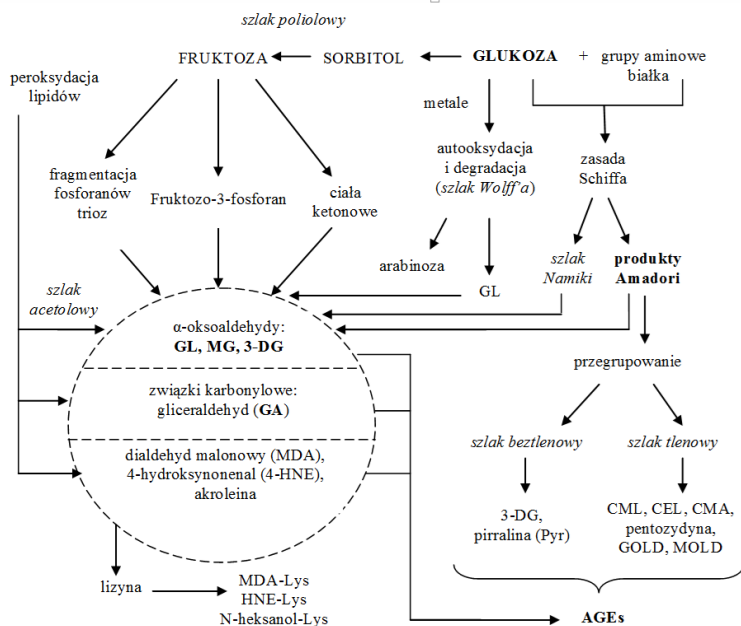 szlak poliolowy
FRUKTOZA
SORBITOL
GLUKOZA
+
grupy aminowe
białka
peroksydacja
lipidów
metale
autooksydacja
i degradacja
(szlak Wolff'a)
zasada
Schiffa
fragmentacja
fosforanów
trioz
Fruktozo-3-fosforan
ciała
ketonowe
arabinoza
GL
szlak
Namiki
produkty
Amadori
szlak
acetolowy
α-oksoaldehydy:
GL, MG, 3-DG
związki karbonylowe:
gliceraldehyd (GA)
dialdehyd malonowy (MDA),
4-hydroksynonenal (4-HNE),
akroleina
przegrupowanie
szlak beztlenowy
szlak tlenowy
3-DG,
pirralina (Pyr)
CML, CEL, CMA,
pentozydyna,
GOLD, MOLD
lizyna
MDA-Lys
HNE-Lys
N-heksanol-Lys
AGEs